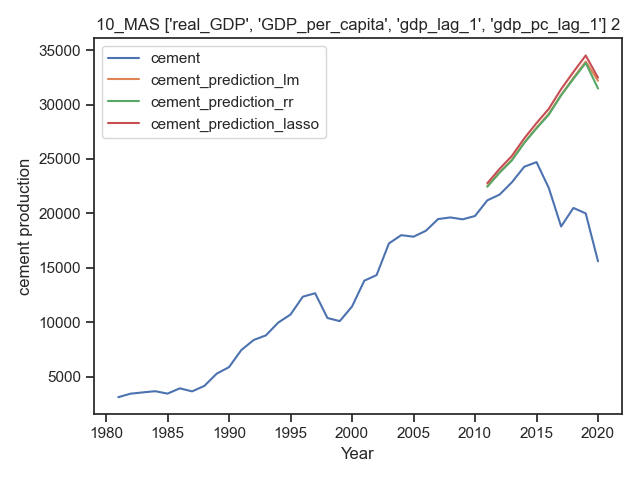 10_MAS ['real_GDP', 'GDP_per_capita', 'gdp_lag_1', 'gdp_pc_lag_1'] 2
cement
cement_prediction_lm
cement_prediction_rr
cement_prediction_lasso
35000
30000
25000
20000
15000
10000
5000
cement production
1980 1985 1990 1995 2000 2005 2010 2015 2020
Year